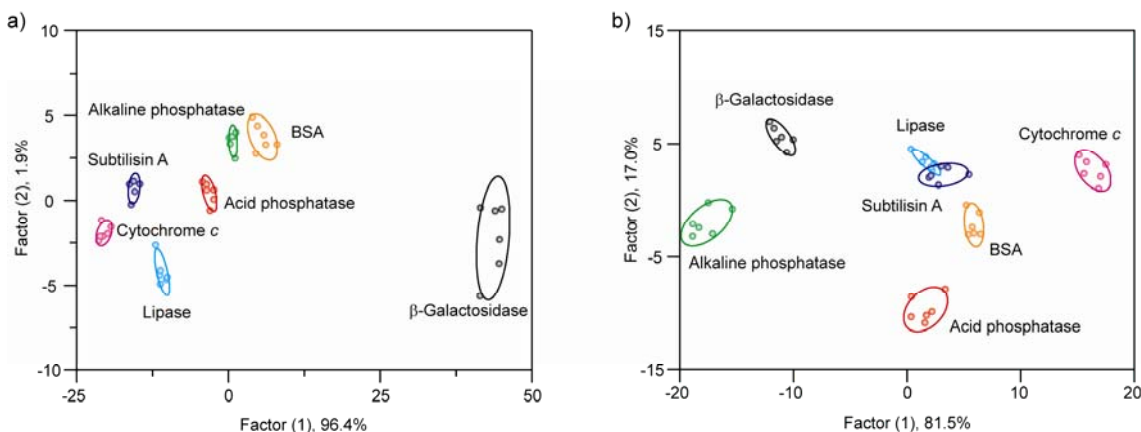 a)
10
5
0
-5
-10
-25
0
25
50
Factor (2), 1.9%
Factor (1), 96.4%
Alkaline phosphatase
BSA
Subtilisin A
Acid phosphatase
Cytochrome c
Lipase
β-Galactosidase
b)
15
5
-5
-15
-20
-10
0
10
20
Factor (2), 17.0%
Factor (1), 81.5%
β-Galactosidase
Lipase
Cytochrome c
Subtilisin A
BSA
Alkaline phosphatase
Acid phosphatase